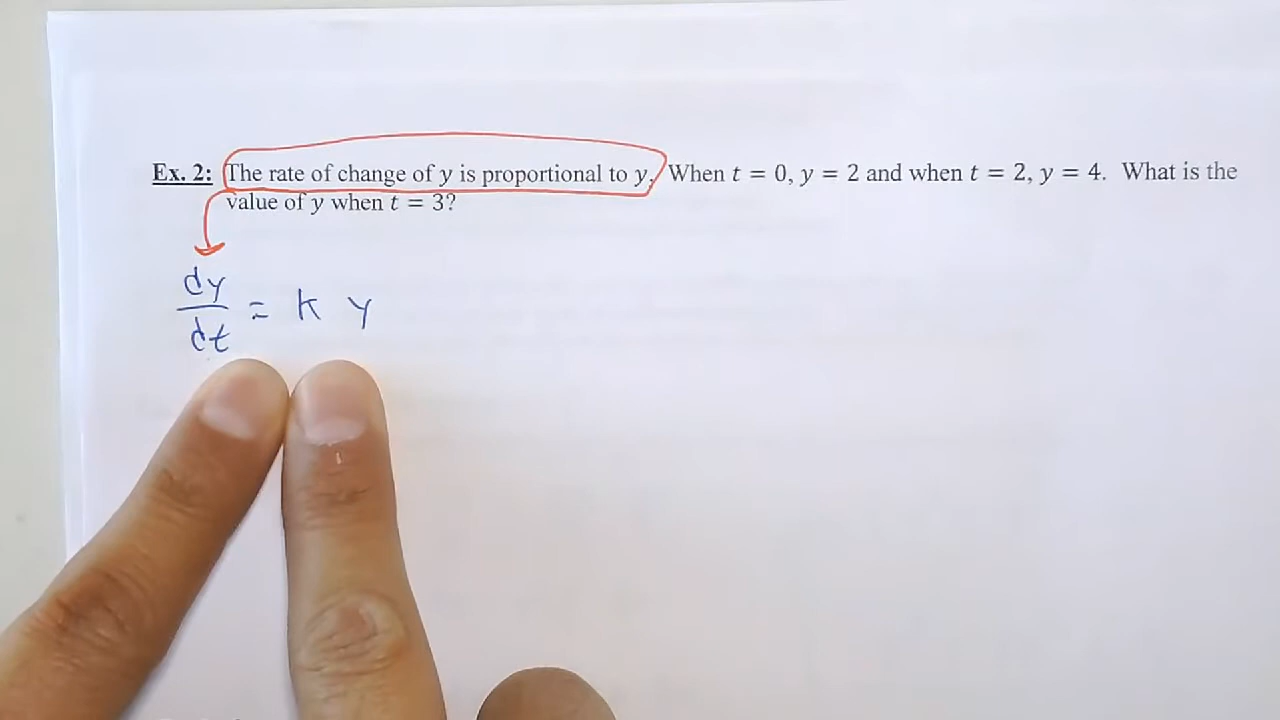 Ex. 2: The rate of change of y is proportional to y. When t = 0, y = 2 and when t = 2, y = 4. What is the
value of y when t = 3?
dy
dt = k y